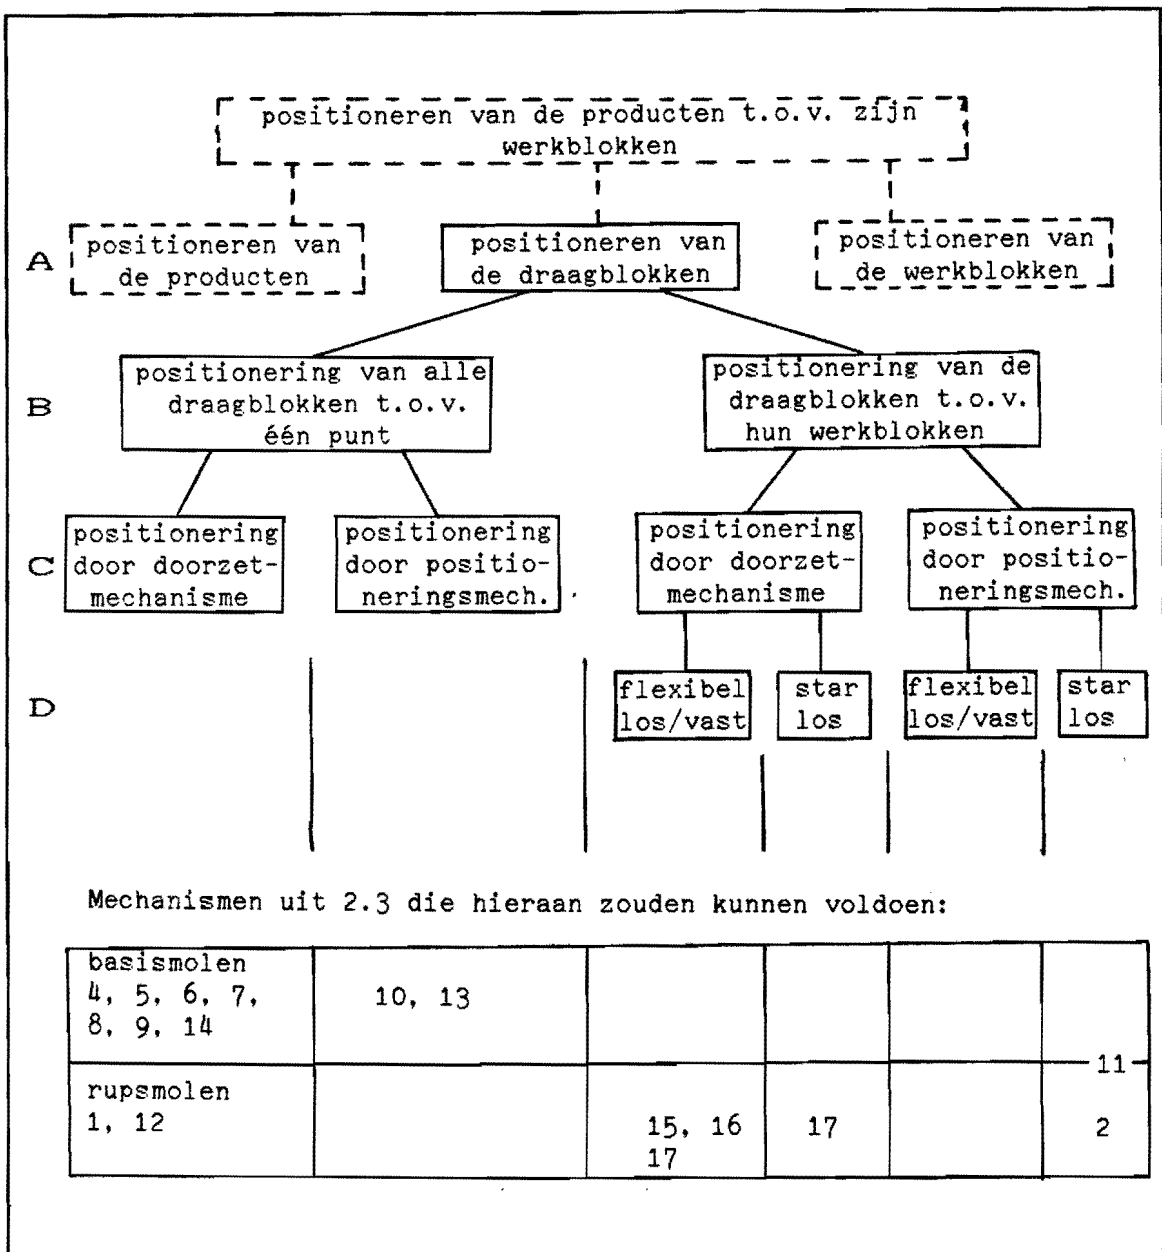 positioneren van de producten t.o.v. zijn
werkblokken
A
positioneren van
de producten
positioneren van
de draagblokken
positioneren van
de werkblokken
B
positionering van alle
draagblokken t.o.v.
één punt
positionering van de
draagblokken t.o.v.
hun werkblokken
C
positionering
door doorzet-
mechanisme
positionering
door positio-
neringsmech.
positionering
door doorzet-
mechanisme
positionering
door position-
neringsmech.
D
flexibel
los/vast
star
los
flexibel
los/vast
star
los
Mechanismen uit 2.3 die hieraan zouden kunnen voldoen:
basismolen
4, 5, 6, 7,
8, 9, 14
10, 13
11
rupsmolen
1, 12
15, 16
17
17
2